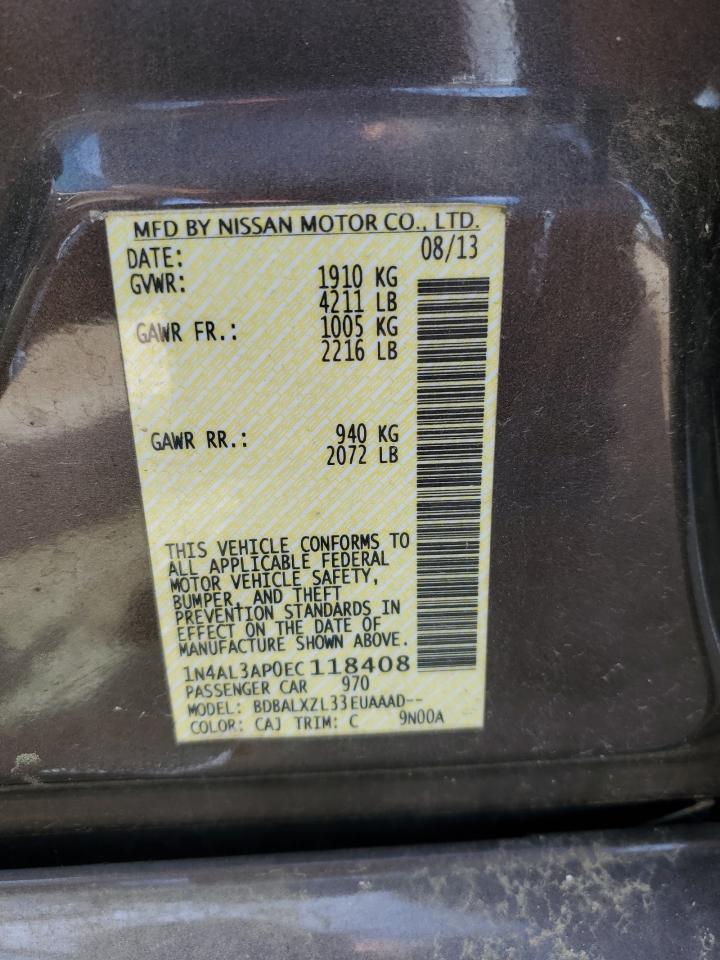 MFD BY NISSAN MOTOR CO., LTD.
DATE: 08/13
GVWR: 1910 KG
4211 LB
GAWR FR.: 1005 KG
2216 LB
GAWR RR.: 940 KG
2072 LB
THIS VEHICLE CONFORMS TO
ALL APPLICABLE FEDERAL
MOTOR VEHICLE SAFETY,
BUMPER, AND THEFT
PREVENTION STANDARDS IN
EFFECT ON THE DATE OF
MANUFACTURE SHOWN ABOVE.
1N4AL3AP0EC118408
PASSENGER CAR 970
MODEL: BDBALXZL33EUAAAD--
COLOR: CAJ TRIM: C 9N00A